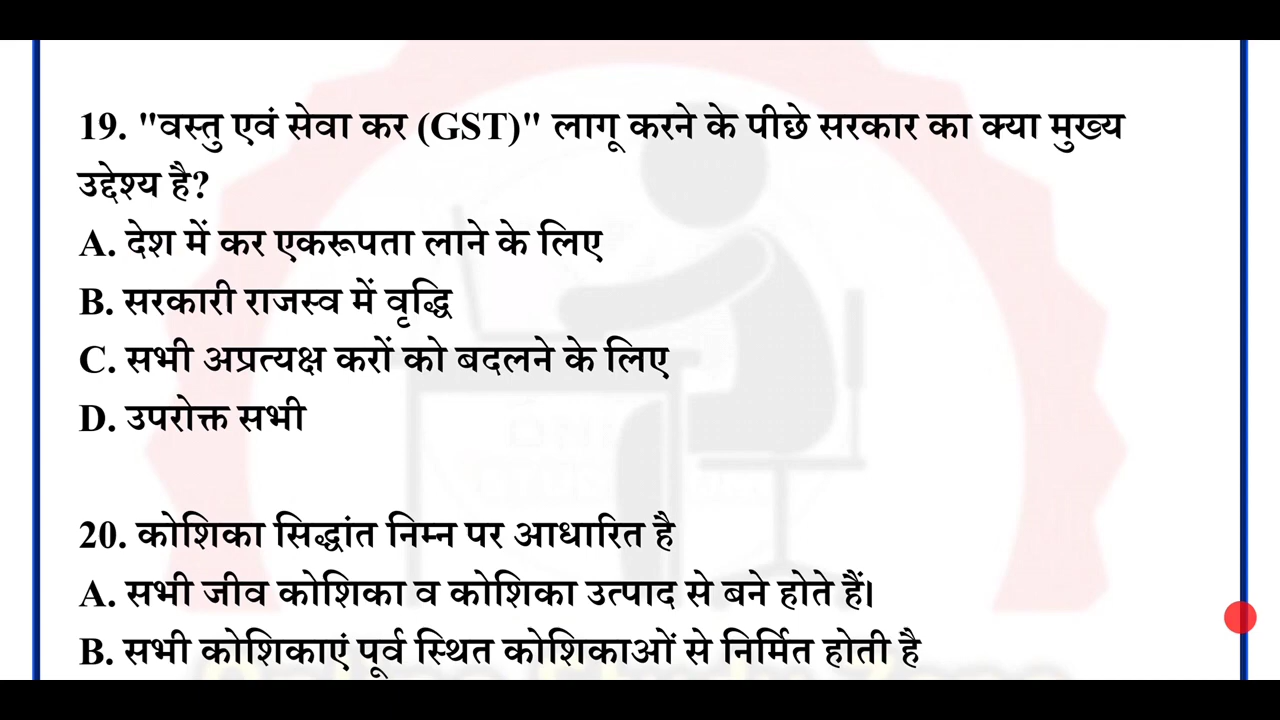 19. "वस्तु एवं सेवा कर (GST)" लागू करने के पीछे सरकार का क्या मुख्य
उद्देश्य है?
A. देश में कर एकरूपता लाने के लिए
B. सरकारी राजस्व में वृद्धि
C. सभी अप्रत्यक्ष करों को बदलने के लिए
D. उपरोक्त सभी
20. कोशिका सिद्धांत निम्न पर आधारित है
A. सभी जीव कोशिका व कोशिका उत्पाद से बने होते हैं।
B. सभी कोशिकाएं पूर्व स्थित कोशिकाओं से निर्मित होती है